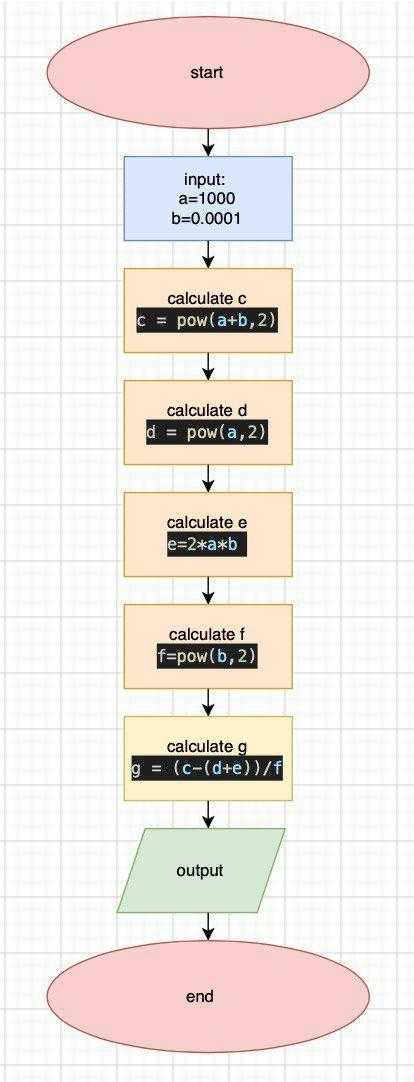 start
input:
a=1000
b=0.0001
calculate c
c = pow(a+b,2)
calculate d
d = pow(a,2)
calculate e
e=2*a*b
calculate f
f=pow(b,2)
calculate g
g = (c-(d+e))/f
output
end